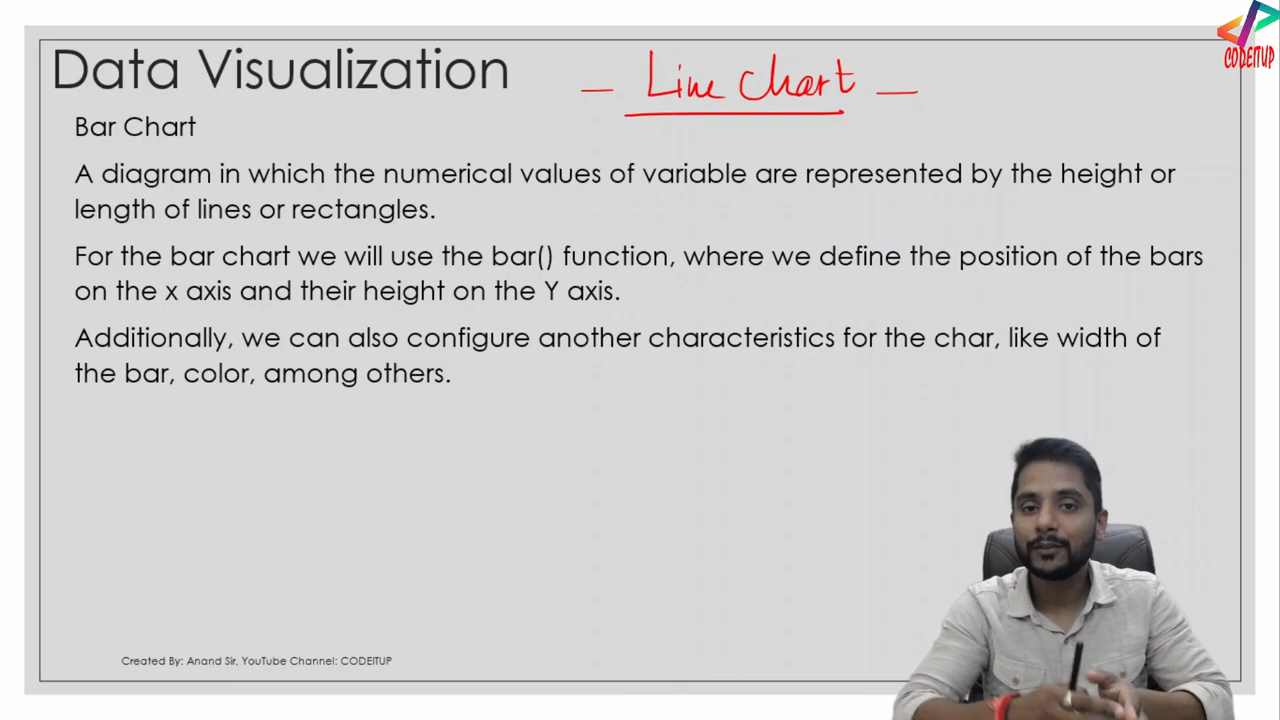 Data Visualization
— Line Chart —
Bar Chart
A diagram in which the numerical values of variable are represented by the height or
length of lines or rectangles.
For the bar chart we will use the bar() function, where we define the position of the bars
on the x axis and their height on the Y axis.
Additionally, we can also configure another characteristics for the char, like width of
the bar, color, among others.
Created By: Anand Sir, YouTube Channel: CODEITUP
CODEITUP